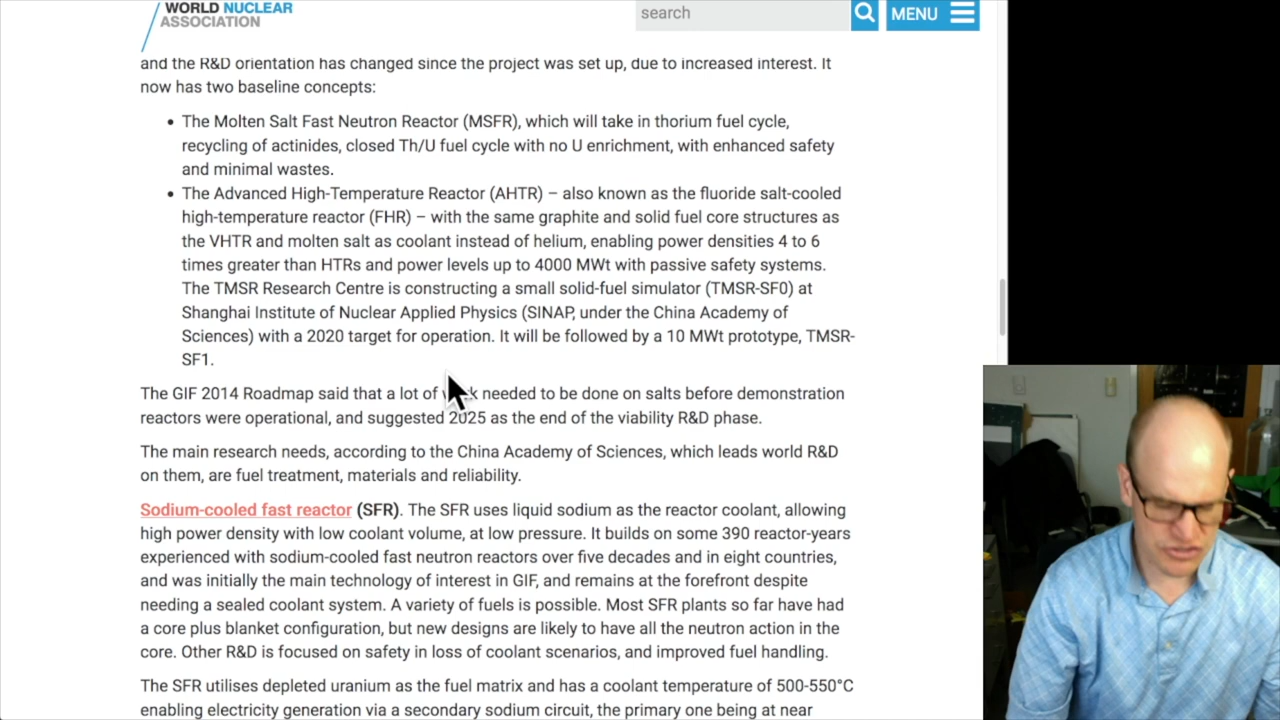 WORLD NUCLEAR
ASSOCIATION
search
MENU
and the R&D orientation has changed since the project was set up, due to increased interest. It
now has two baseline concepts:
• The Molten Salt Fast Neutron Reactor (MSFR), which will take in thorium fuel cycle,
recycling of actinides, closed Th/U fuel cycle with no U enrichment, with enhanced safety
and minimal wastes.
• The Advanced High-Temperature Reactor (AHTR) – also known as the fluoride salt-cooled
high-temperature reactor (FHR) – with the same graphite and solid fuel core structures as
the VHTR and molten salt as coolant instead of helium, enabling power densities 4 to 6
times greater than HTRs and power levels up to 4000 MWt with passive safety systems.
The TMSR Research Centre is constructing a small solid-fuel simulator (TMSR-SF0) at
Shanghai Institute of Nuclear Applied Physics (SINAP, under the China Academy of
Sciences) with a 2020 target for operation. It will be followed by a 10 MWt prototype, TMSR-
SF1.
The GIF 2014 Roadmap said that a lot of needed to be done on salts before demonstration
reactors were operational, and suggested 2025 as the end of the viability R&D phase.
The main research needs, according to the China Academy of Sciences, which leads world R&D
on them, are fuel treatment, materials and reliability.
Sodium-cooled fast reactor (SFR). The SFR uses liquid sodium as the reactor coolant, allowing
high power density with low coolant volume, at low pressure. It builds on some 390 reactor-years
experienced with sodium-cooled fast neutron reactors over five decades and in eight countries,
and was initially the main technology of interest in GIF, and remains at the forefront despite
needing a sealed coolant system. A variety of fuels is possible. Most SFR plants so far have had
a core plus blanket configuration, but new designs are likely to have all the neutron action in the
core. Other R&D is focused on safety in loss of coolant scenarios, and improved fuel handling.
The SFR utilises depleted uranium as the fuel matrix and has a coolant temperature of 500-550°C
enabling electricity generation via a secondary sodium circuit, the primary one being at near